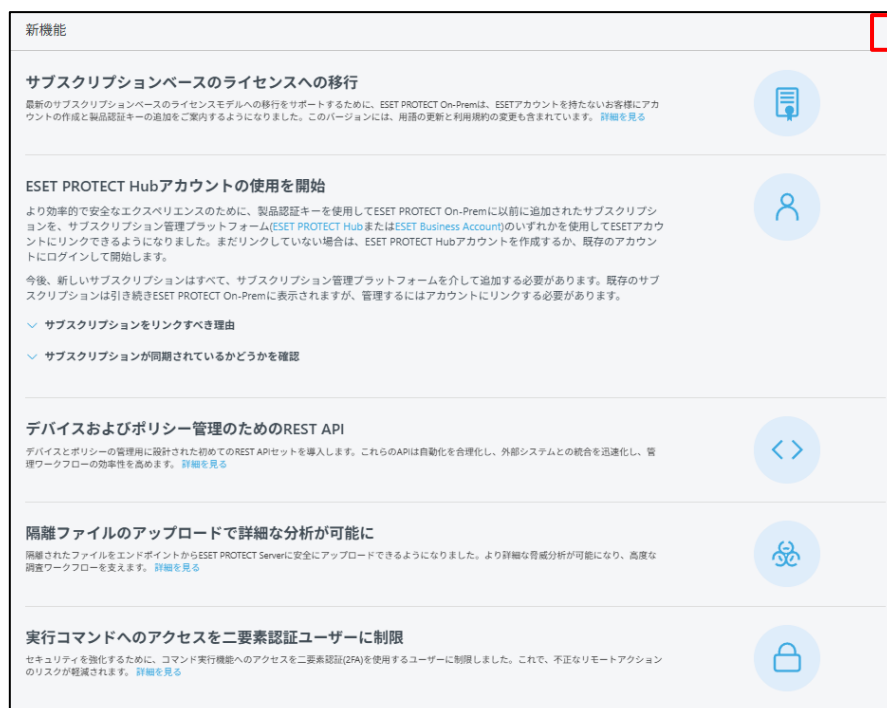 新機能
サブスクリプションベースのライセンスへの移行
最新のサブスクリプションベースのライセンスモデルへの移行をサポートするために、ESET PROTECT On-Premは、ESETアカウントを持たないお客様にアカ
ウントの作成と製品認証キーの追加をご案内するようになりました。このバージョンには、用語の更新と利用規約の変更も含まれています。 詳細を見る
ESET PROTECT Hubアカウントの使用を開始
より効率的で安全なエクスペリエンスのために、製品認証キーを使用してESET PROTECT On-Premに以前に追加されたサブスクリプシ
ョンを、サブスクリプション管理プラットフォーム(ESET PROTECT HubまたはESET Business Account)のいずれかを使用してESETアカウ
ントにリンクできるようになりました。まだリンクしていない場合は、ESET PROTECT Hubアカウントを作成するか、既存のアカウン
トにログインして開始します。
今後、新しいサブスクリプションはすべて、サブスクリプション管理プラットフォームを介して追加する必要があります。既存のサブ
スクリプションは引き続きESET PROTECT On-Premに表示されますが、管理するにはアカウントにリンクする必要があります。
サブスクリプションをリンクすべき理由
サブスクリプションが同期されているかどうかを確認
デバイスおよびポリシー管理のためのREST API
デバイスとポリシーの管理用に設計された初めてのREST APIセットを導入します。これらのAPIは自動化を合理化し、外部システムとの統合を迅速化し、管
理ワークフローの効率性を高めます。 詳細を見る
隔離ファイルのアップロードで詳細な分析が可能に
隔離されたファイルをエンドポイントからESET PROTECT Serverに安全にアップロードできるようになりました。より詳細な脅威分析が可能になり、高度な
調査ワークフローを支えます。 詳細を見る
実行コマンドへのアクセスを二要素認証ユーザーに制限
セキュリティを強化するために、コマンド実行機能へのアクセスを二要素認証(2FA)を使用するユーザーに制限しました。これで、不正なリモートアクション
のリスクが軽減されます。 詳細を見る